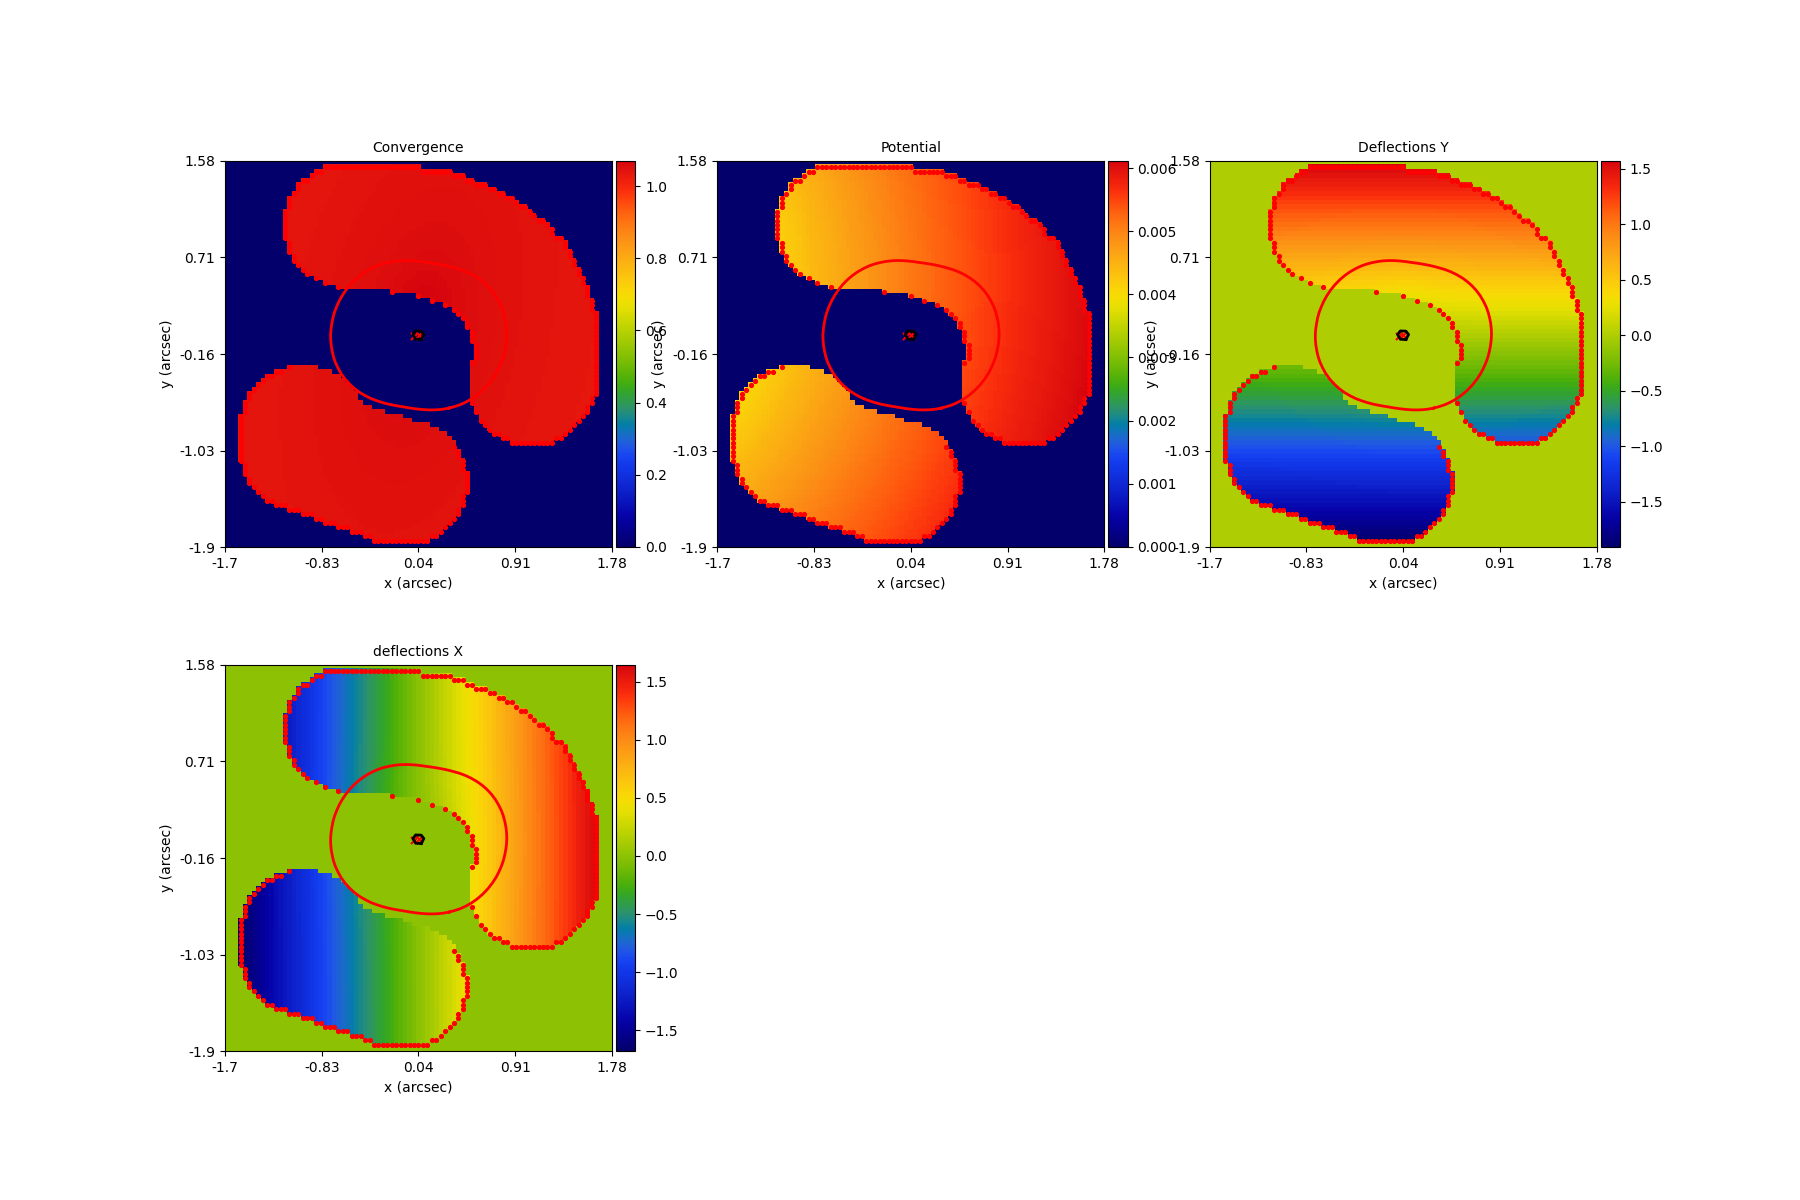 Convergence
1.58
0.71
-0.16
-1.03
-1.9
y (arcsec)
-1.7 -0.83 0.04 0.91 1.78
x (arcsec)
1.0
0.8
0.6
0.4
0.2
0.0
Potential
1.58
0.71
-0.16
-1.03
-1.9
y (arcsec)
-1.7 -0.83 0.04 0.91 1.78
x (arcsec)
0.006
0.005
0.004
0.003
0.002
0.001
0.000
Deflections Y
1.58
0.71
-0.16
-1.03
-1.9
y (arcsec)
-1.7 -0.83 0.04 0.91 1.78
x (arcsec)
1.5
1.0
0.5
0.0
−0.5
−1.0
−1.5
deflections X
1.58
0.71
-0.16
-1.03
-1.9
y (arcsec)
-1.7 -0.83 0.04 0.91 1.78
x (arcsec)
1.5
1.0
0.5
0.0
−0.5
−1.0
−1.5